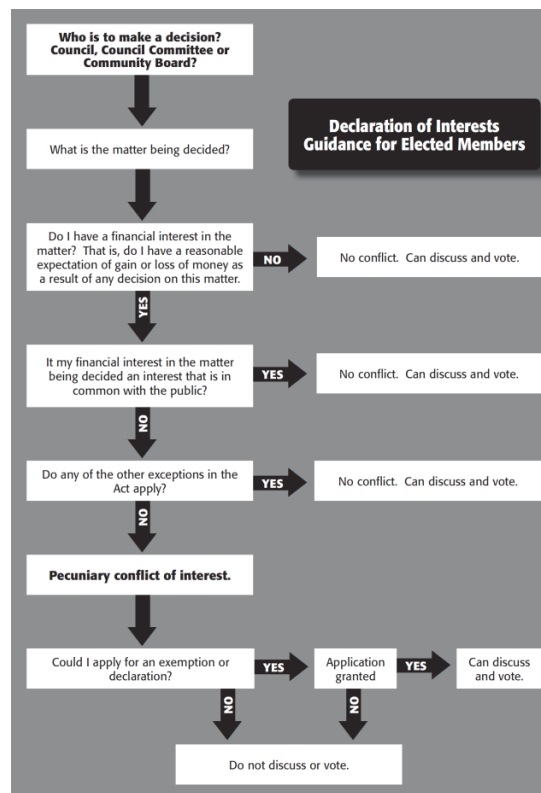 Who is to make a decision?
Council, Council Committee or
Community Board?
Declaration of Interests
Guidance for Elected Members
What is the matter being decided?
Do I have a financial interest in the
matter? That is, do I have a reasonable
expectation of gain or loss of money as
a result of any decision on this matter.
NO
No conflict. Can discuss and vote.
YES
It my financial interest in the matter
being decided an interest that is in
common with the public?
YES
No conflict. Can discuss and vote.
NO
Do any of the other exceptions in the
Act apply?
YES
No conflict. Can discuss and vote.
NO
Pecuniary conflict of interest.
Could I apply for an exemption or
declaration?
YES
Application
granted
YES
Can discuss
and vote.
NO
NO
Do not discuss or vote.